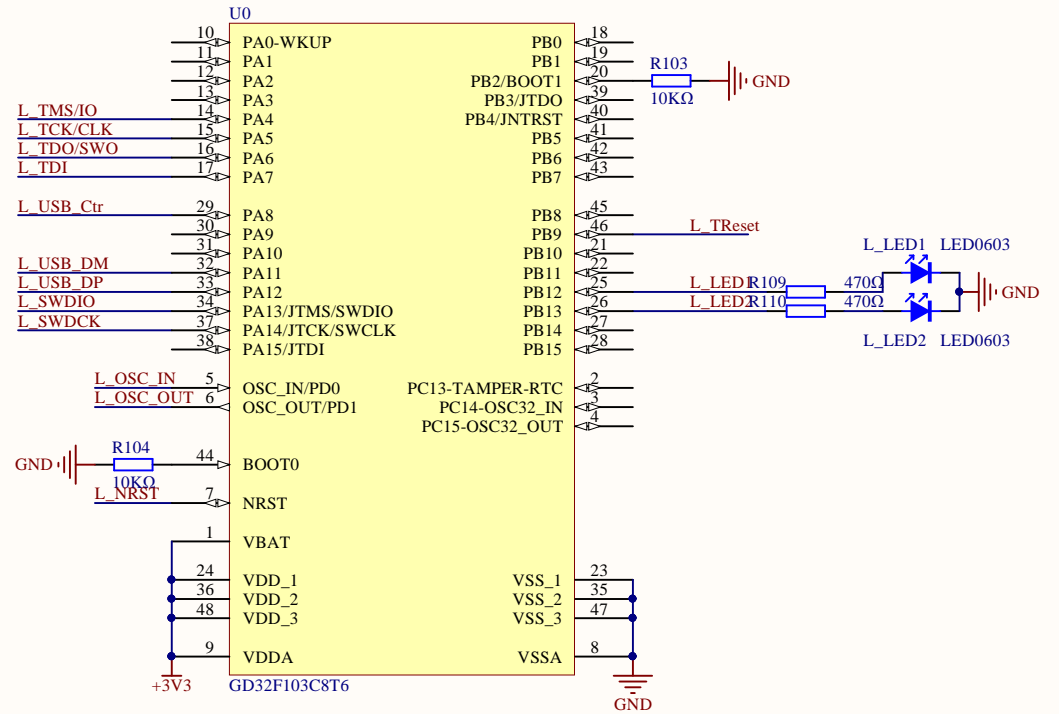 U0
10 PA0-WKUP PB0 18
11 PA1 PB1 19
12 PA2 PB2/BOOT1 20 R103 10KΩ GND
13 PA3 PB3/JTDO 39
L_TMS/IO 14 PA4 PB4/JNTRST 40
L_TCK/CLK 15 PA5 PB5 41
L_TDO/SWO 16 PA6 PB6 42
L_TDI 17 PA7 PB7 43
L_USB_Ctr 29 PA8 PB8 45
30 PA9 PB9 46 L_TReset
31 PA10 PB10 21
L_LED1 LED0603
L_USB_DM 32 PA11 PB11 22
L_USB_DP 33 PA12 PB12 25 L_LED1 R109 470Ω GND
L_SWDIO 34 PA13/JTMS/SWDIO PB13 26 L_LED2 R110 470Ω
L_SWDCK 37 PA14/JTCK/SWCLK PB14 27
L_LED2 LED0603
38 PA15/JTDI PB15 28
L_OSC_IN 5 OSC_IN/PD0 PC13-TAMPER-RTC 2
L_OSC_OUT 6 OSC_OUT/PD1 PC14-OSC32_IN 3
PC15-OSC32_OUT 4
R104
GND 44 BOOT0
10KΩ
L_NRST 7 NRST
1 VBAT
24 VDD_1 VSS_1 23
36 VDD_2 VSS_2 35
48 VDD_3 VSS_3 47
9 VDDA VSSA 8
+3V3 GD32F103C8T6
GND